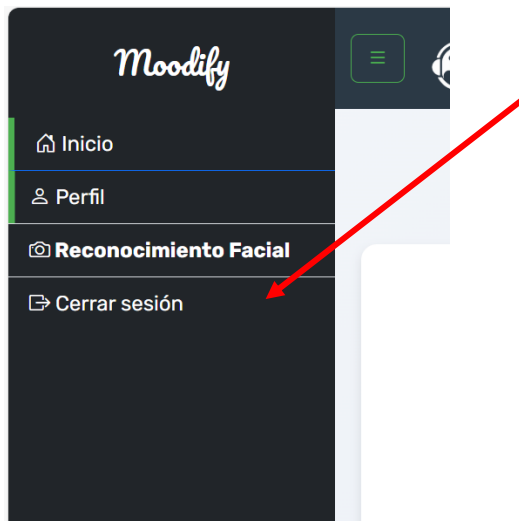 Moodify
Inicio
Perfil
Reconocimiento Facial
Cerrar sesión